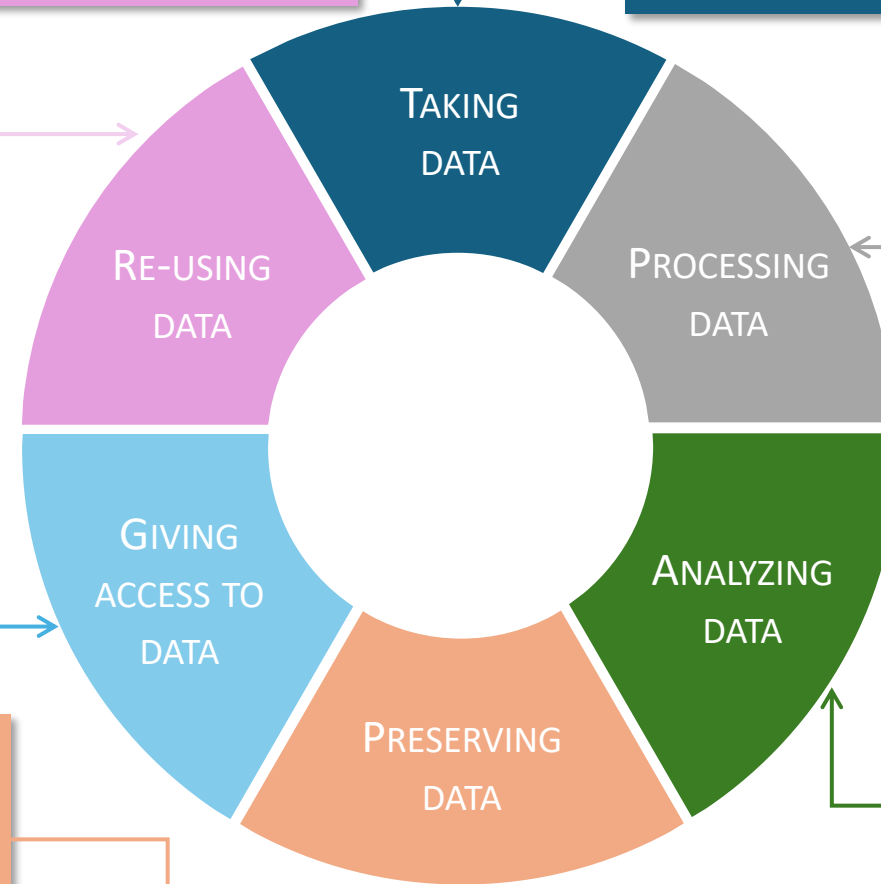 Taking
data
Processing
data
Analyzing
data
Preserving
data
Giving
access to
data
Re-using
data